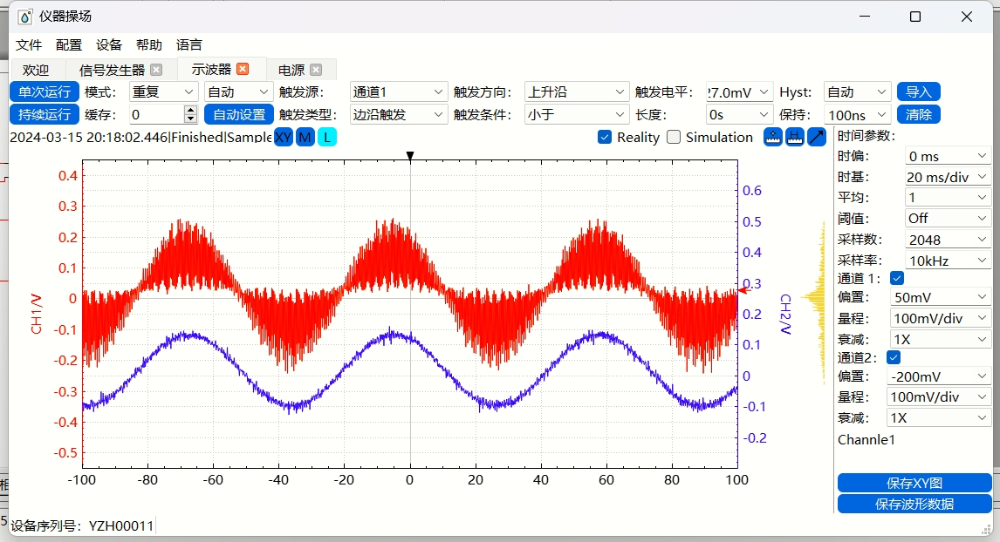 仪器操场
文件 配置 设备 帮助 语言
欢迎 信号发生器 示波器 电源
单次运行 模式: 重复 自动 触发源: 通道1 触发方向: 上升沿 触发电平: 27.0mV Hyst: 自动 导入
持续运行 缓存: 0 自动设置 触发类型: 边沿触发 触发条件: 小于 长度: 0s 保持: 100ns 清除
2024-03-15 20:18:02.446|Finished|Sample XY M L Reality Simulation H
时间参数:
时偏: 0 ms
时基: 20 ms/div
平均: 1
阈值: Off
采样数: 2048
采样率: 10kHz
通道 1:
偏置: 50mV
量程: 100mV/div
衰减: 1X
通道2:
偏置: -200mV
量程: 100mV/div
衰减: 1X
Channle1
保存XY图
保存波形数据
CH1/V
0.4
0.3
0.2
0.1
0
-0.1
-0.2
-0.3
-0.4
-0.5
CH2/V
0.6
0.5
0.4
0.3
0.2
0.1
0
-0.1
-0.2
-100 -80 -60 -40 -20 0 20 40 60 80 100
相
5
设备序列号: YZH00011